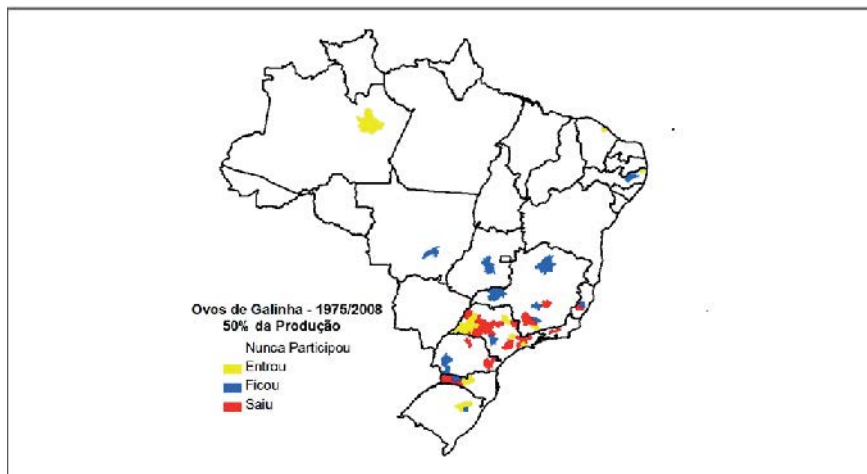 Ovos de Galinha - 1975/2008
50% da Produção
Nunca Participou
Entrou
Ficou
Saiu